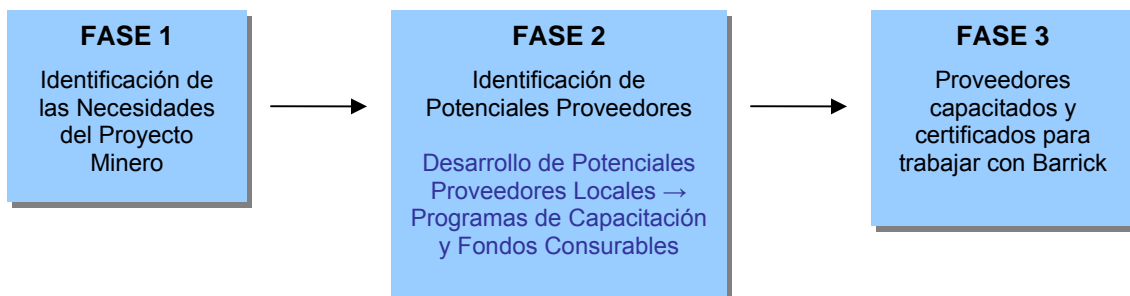 FASE 1
Identificación de
las Necesidades
del Proyecto
Minero
FASE 2
Identificación de
Potenciales Proveedores
Desarrollo de Potenciales
Proveedores Locales →
Programas de Capacitación
y Fondos Consurables
FASE 3
Proveedores
capacitados y
certificados para
trabajar con Barrick